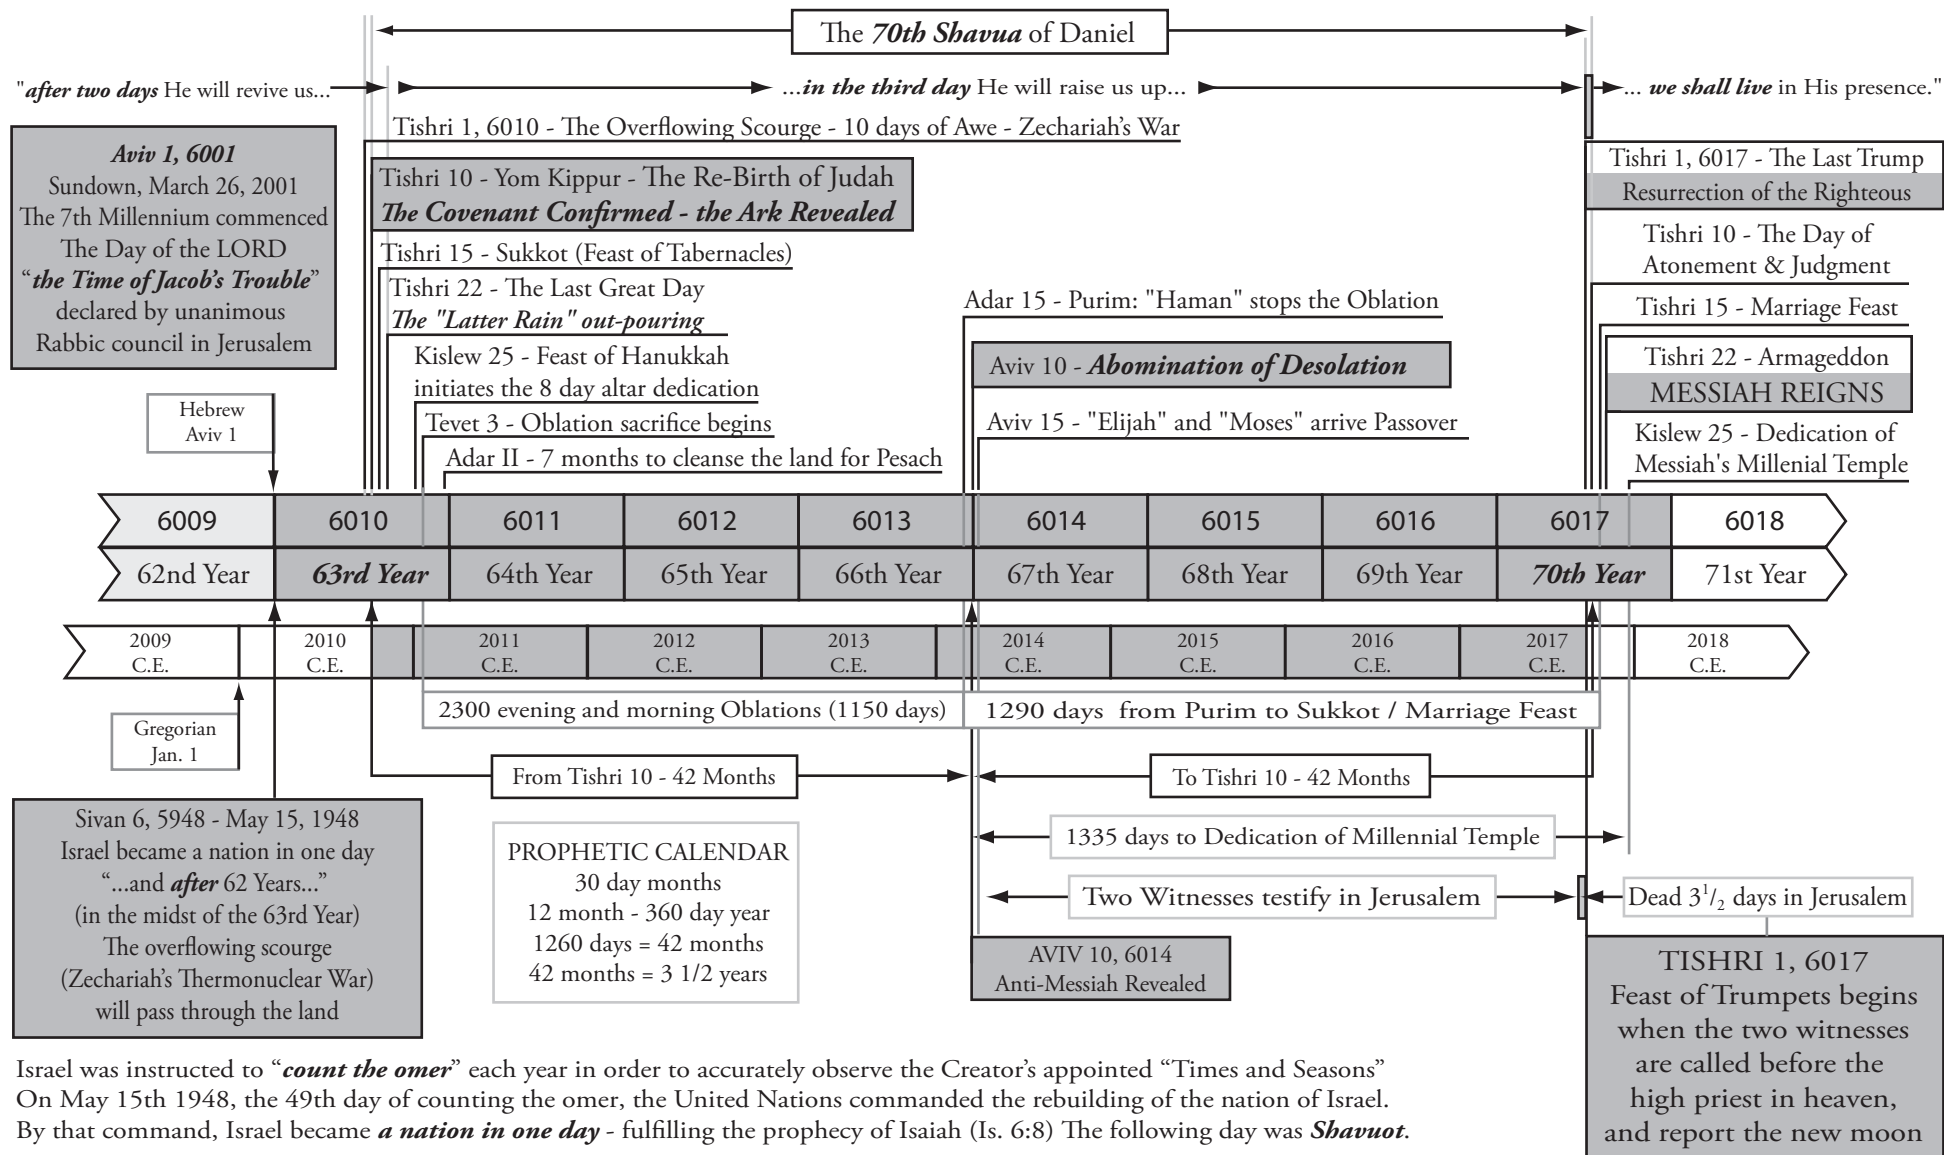 The 70th Shavua of Daniel
"after two days He will revive us...
...in the third day He will raise us up...
... we shall live in His presence."
Aviv 1, 6001
Sundown, March 26, 2001
The 7th Millennium commenced
The Day of the LORD
“the Time of Jacob’s Trouble”
declared by unanimous
Rabbic council in Jerusalem
Tishri 1, 6010 - The Overflowing Scourge - 10 days of Awe - Zechariah’s War
Tishri 10 - Yom Kippur - The Re-Birth of Judah
The Covenant Confirmed - the Ark Revealed
Tishri 15 - Sukkot (Feast of Tabernacles)
Tishri 22 - The Last Great Day
The "Latter Rain" out-pouring
Kislew 25 - Feast of Hanukkah
initiates the 8 day altar dedication
Tevet 3 - Oblation sacrifice begins
Adar II - 7 months to cleanse the land for Pesach
Adar 15 - Purim: "Haman" stops the Oblation
Aviv 10 - Abomination of Desolation
Aviv 15 - "Elijah" and "Moses" arrive Passover
Tishri 1, 6017 - The Last Trump
Resurrection of the Righteous
Tishri 10 - The Day of
Atonement & Judgment
Tishri 15 - Marriage Feast
Tishri 22 - Armageddon
MESSIAH REIGNS
Kislew 25 - Dedication of
Messiah's Millenial Temple
Hebrew
Aviv 1
6009 6010 6011 6012 6013 6014 6015 6016 6017 6018
62nd Year 63rd Year 64th Year 65th Year 66th Year 67th Year 68th Year 69th Year 70th Year 71st Year
2009 2010 2011 2012 2013 2014 2015 2016 2017 2018
C.E. C.E. C.E. C.E. C.E. C.E. C.E. C.E. C.E. C.E.
Gregorian
Jan. 1
2300 evening and morning Oblations (1150 days)
1290 days from Purim to Sukkot / Marriage Feast
From Tishri 10 - 42 Months
To Tishri 10 - 42 Months
1335 days to Dedication of Millennial Temple
Two Witnesses testify in Jerusalem
Dead 3 1/2 days in Jerusalem
Sivan 6, 5948 - May 15, 1948
Israel became a nation in one day
“...and after 62 Years...”
(in the midst of the 63rd Year)
The overflowing scourge
(Zechariah’s Thermonuclear War)
will pass through the land
PROPHETIC CALENDAR
30 day months
12 month - 360 day year
1260 days = 42 months
42 months = 3 1/2 years
AVIV 10, 6014
Anti-Messiah Revealed
TISHRI 1, 6017
Feast of Trumpets begins
when the two witnesses
are called before the
high priest in heaven,
and report the new moon
Israel was instructed to “count the omer” each year in order to accurately observe the Creator’s appointed “Times and Seasons”
On May 15th 1948, the 49th day of counting the omer, the United Nations commanded the rebuilding of the nation of Israel.
By that command, Israel became a nation in one day - fulfilling the prophecy of Isaiah (Is. 6:8) The following day was Shavuot.